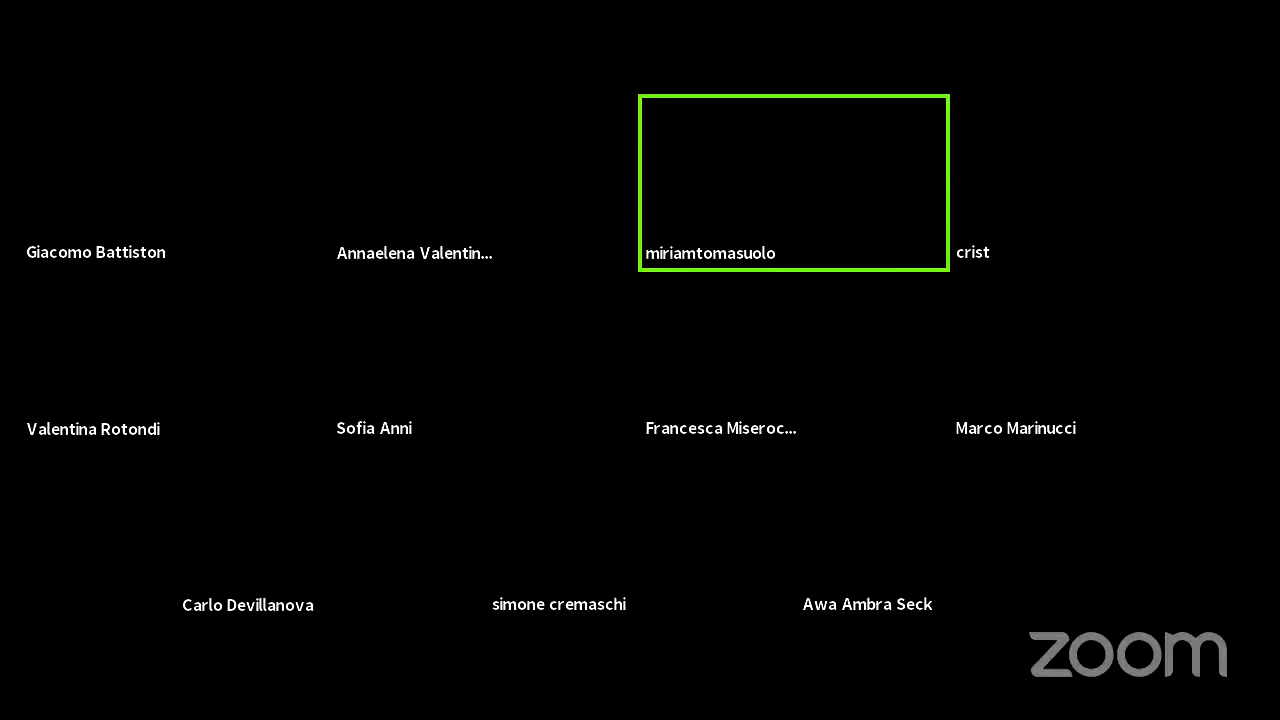 Giacomo Battiston
Annaelena Valentin...
miriamtomasuolo
crist
Valentina Rotondi
Sofia Anni
Francesca Miseroc...
Marco Marinucci
Carlo Devillanova
simone cremaschi
Awa Ambra Seck
zoom